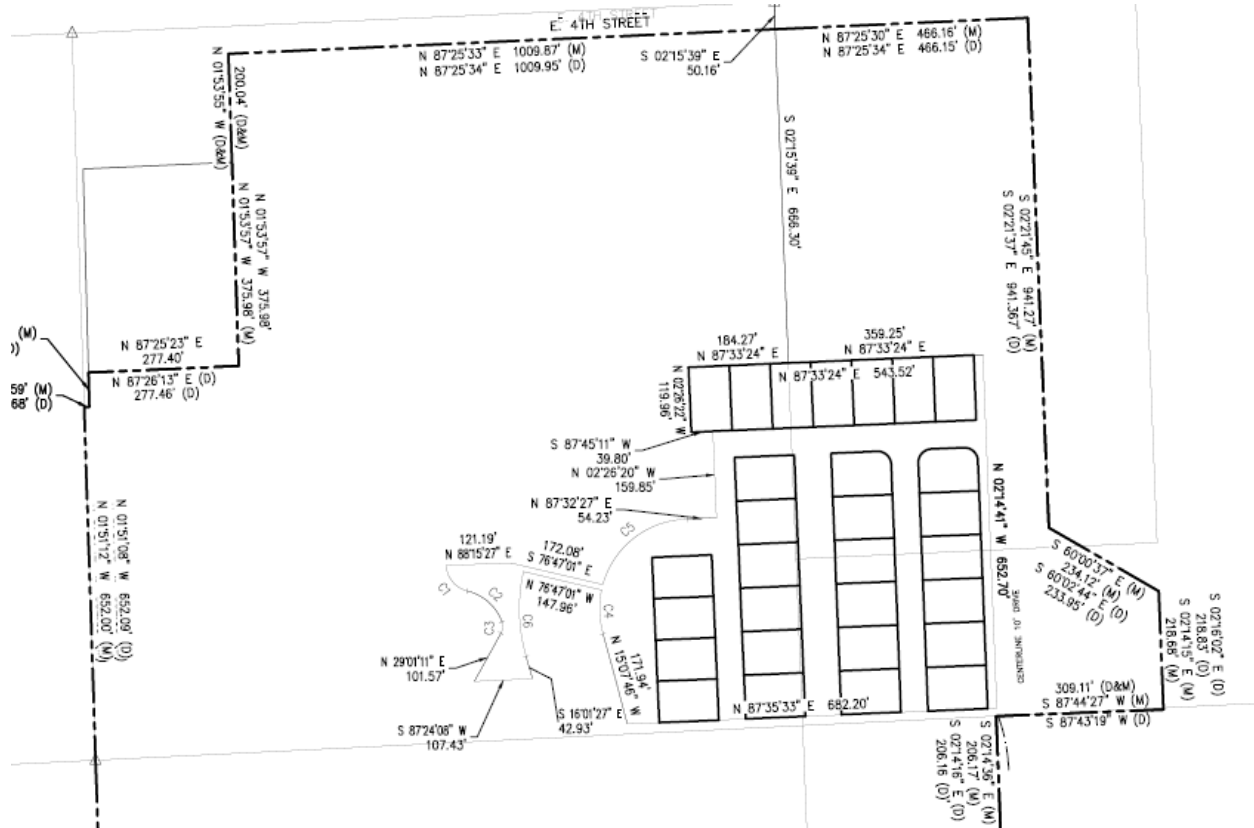 E. 4TH STREET
E. 4TH STREET
N 87°25'33" E 1009.87' (M)
N 87°25'34" E 1009.95' (D)
S 02°15'39" E
50.16'
N 87°25'30" E 466.16' (M)
N 87°25'34" E 466.15' (D)
200.04' (D&M)
N 01°53'55" W (D&M)
S 02°15'39" E 666.30'
N 01°53'57" W 375.98'
N 01°53'57" W 375.98' (M)
S 02°21'45" E 941.27' (M)
S 02°21'37" E 941.367' (D)
(M)
)
N 87°25'23" E
277.40'
N 87°26'13" E (D)
277.46' (D)
59' (M)
68' (D)
184.27'
N 87°33'24" E
359.25'
N 87°33'24" E
N 87°33'24" E 543.52'
N 02°26'22" W
119.96'
S 87°45'11" W
39.80'
N 02°26'20" W
159.85'
N 87°32'27" E
54.23'
N 02°14'41" W 652.70'
N 01°51'08" W 652.09' (D)
N 01°51'12" W 652.00' (M)
C5
121.19'
N 88°15'27" E
172.08'
S 76°47'01" E
N 76°47'01" W
147.96'
C1
C2
C3
C6
C4
S 60°00'37" E (M)
234.12' (M)
S 60°02'44" E (D)
233.95' (D)
S 02°16'02" E (D)
218.83' (D)
S 02°14'15" E (M)
218.68' (M)
N 29°01'11" E
101.57'
171.94'
N 15°07'46" W
S 16°01'27" E
42.93'
S 87°24'08" W
107.43'
N 87°35'33" E 682.20'
309.11' (D&M)
S 87°44'27" W (M)
S 87°43'19" W (D)
S 02°14'36" E (M)
206.17' (M)
S 02°14'16" E (D)
206.16 (D)'